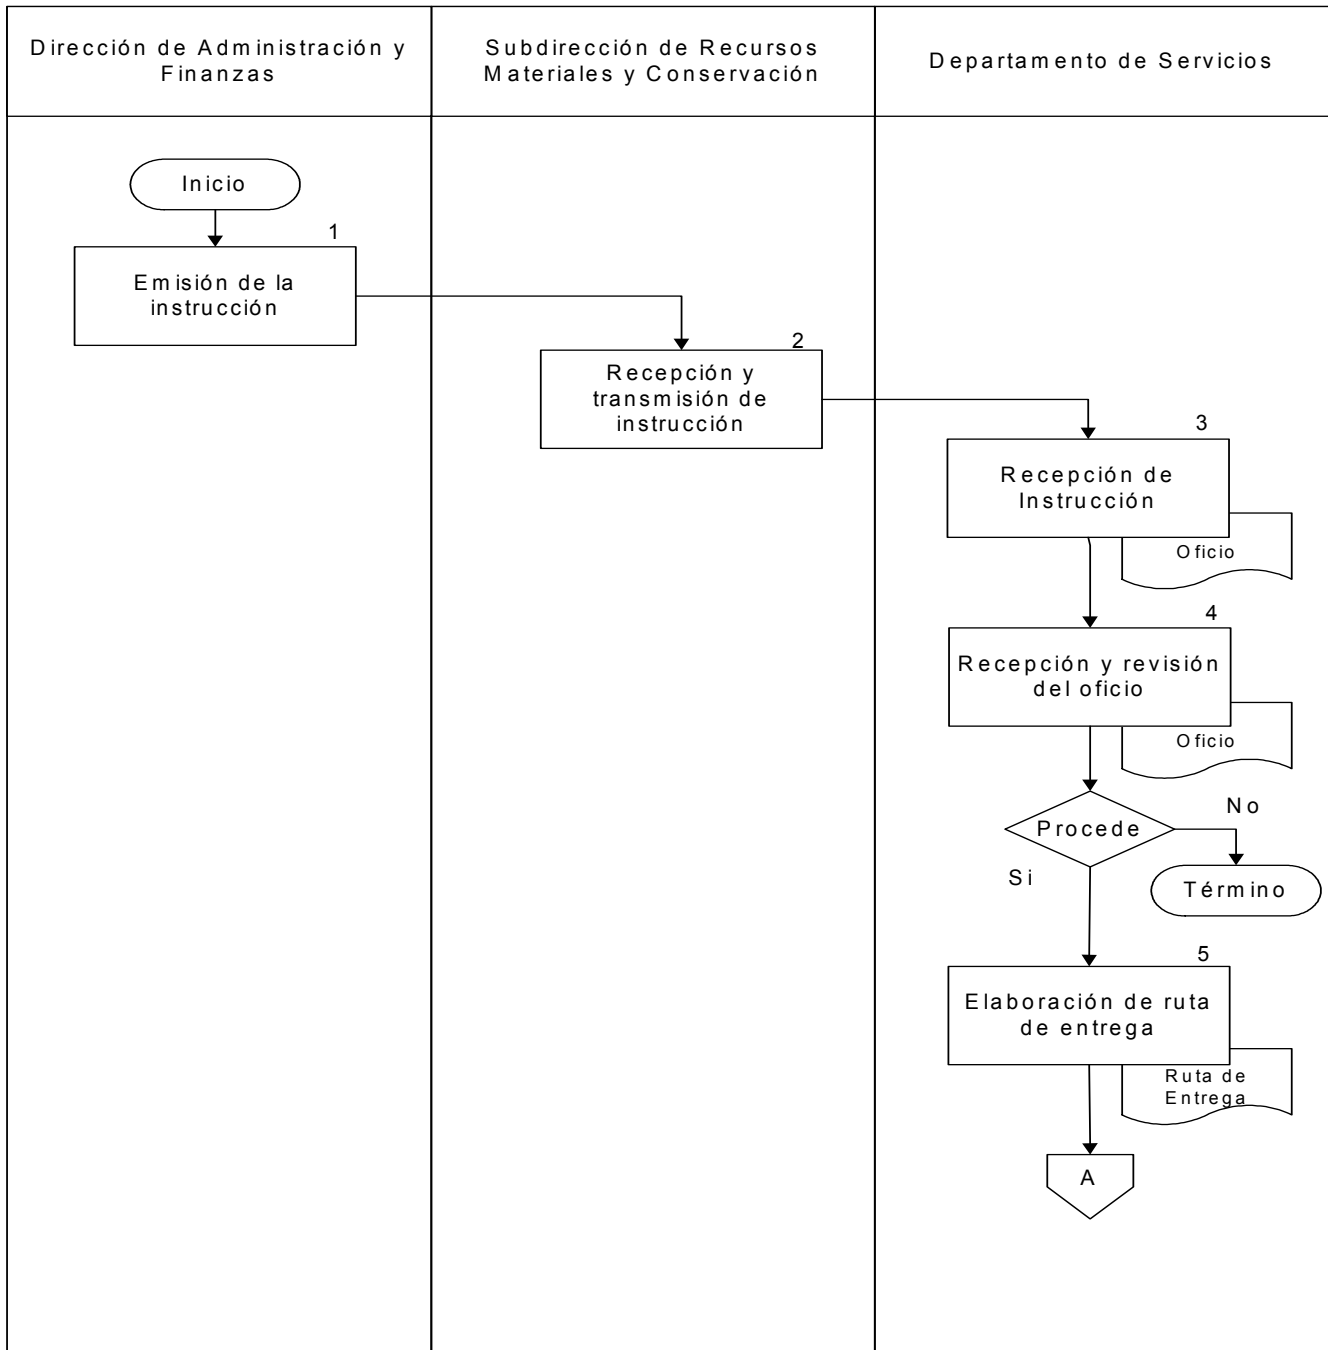 Dirección de Administración y
Finanzas
Subdirección de Recursos
Materiales y Conservación
Departamento de Servicios
Inicio
1
Emisión de la
instrucción
2
Recepción y
transmisión de
instrucción
3
Recepción de
Instrucción
Oficio
4
Recepción y revisión
del oficio
Oficio
Procede
No
Si
Término
5
Elaboración de ruta
de entrega
Ruta de
Entrega
A